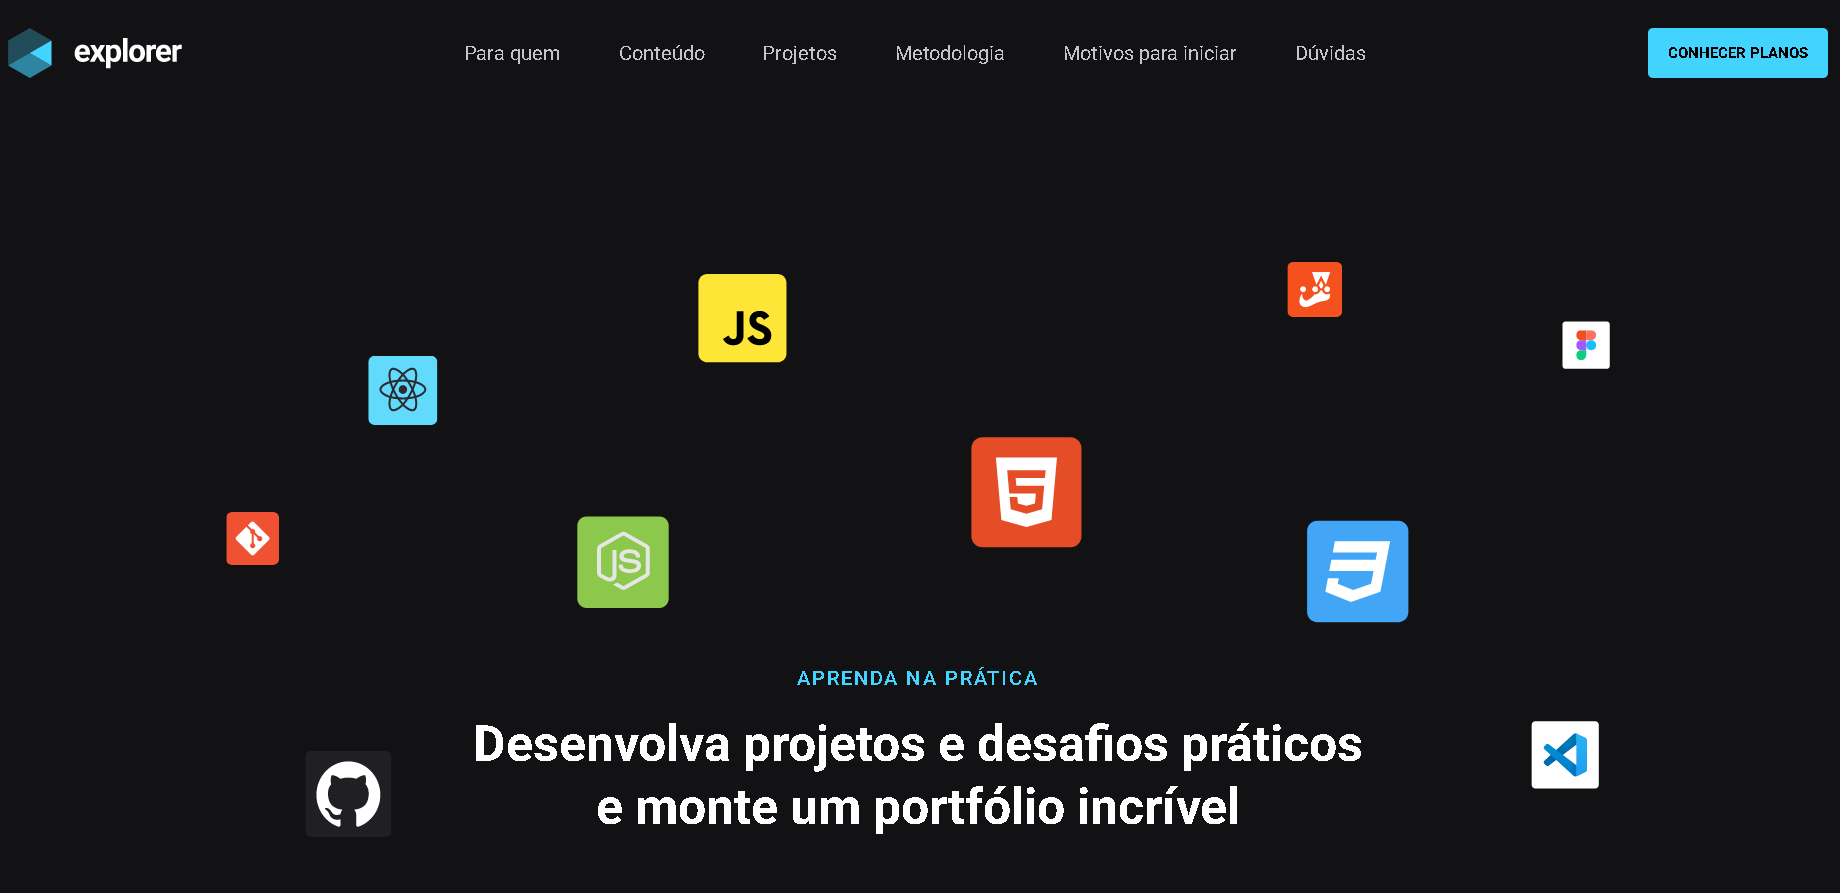 explorer
Para quem
Conteúdo
Projetos
Metodologia
Motivos para iniciar
Dúvidas
CONHECER PLANOS
JS
JS
APRENDA NA PRÁTICA
Desenvolva projetos e desafios práticos
e monte um portfólio incrível